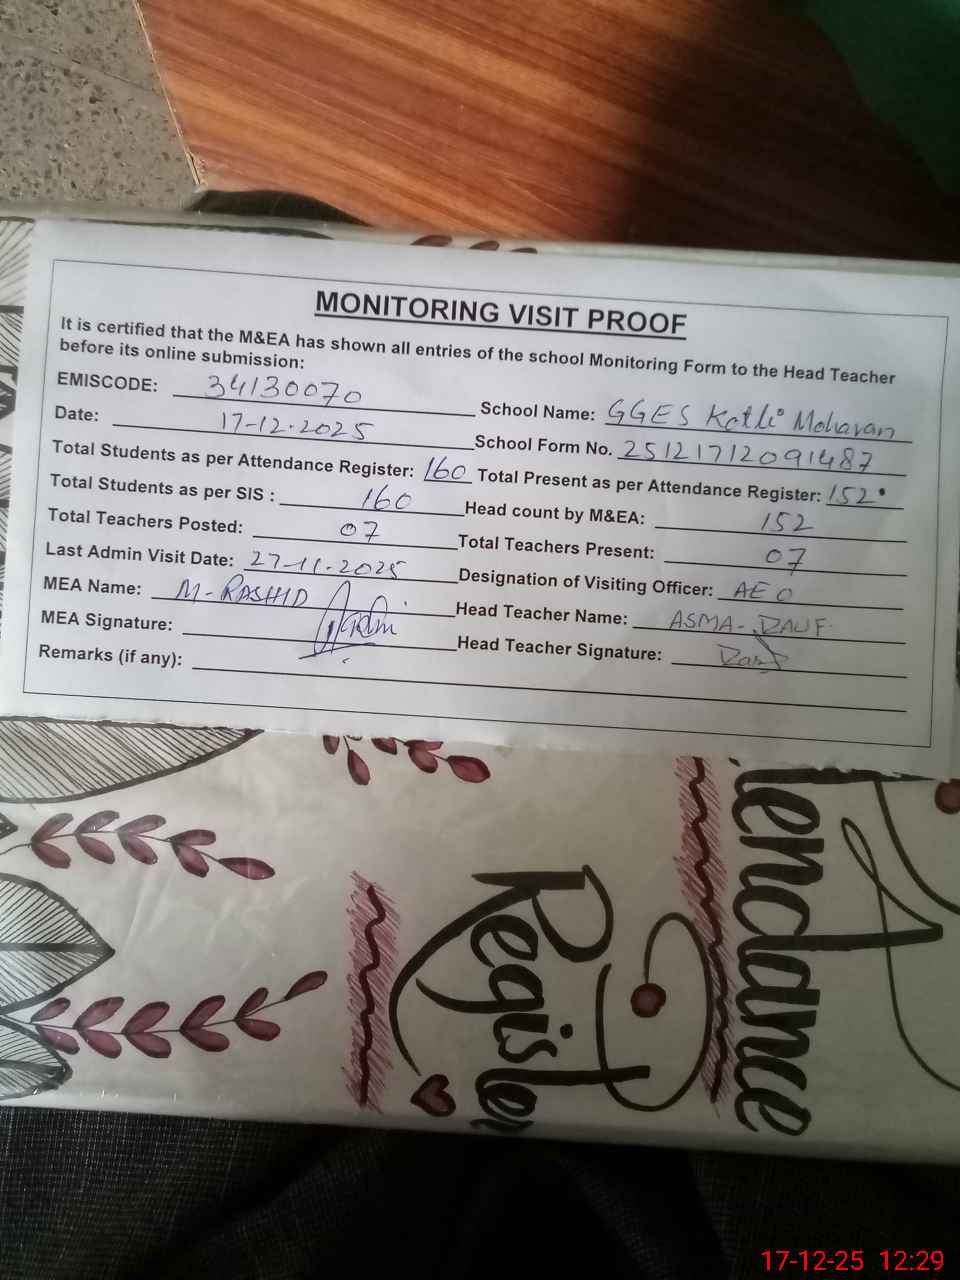 MONITORING VISIT PROOF
It is certified that the M&EA has shown all entries of the school Monitoring Form to the Head Teacher
before its online submission:
EMISCODE: 34130070
School Name: GGES Kotli Moharan
Date: 17-12-2025
School Form No. 25121712091487
Total Students as per Attendance Register: 160 Total Present as per Attendance Register: 152
Total Students as per SIS : 160
Head count by M&EA: 152
Total Teachers Posted: 07
Total Teachers Present: 07
Last Admin Visit Date: 27-11-2025
Designation of Visiting Officer: AEO
MEA Name: M-RASHID
Head Teacher Name: ASMA-RAUF
MEA Signature:
Head Teacher Signature:
Remarks (if any):
tendance
Register
17-12-25 12:29